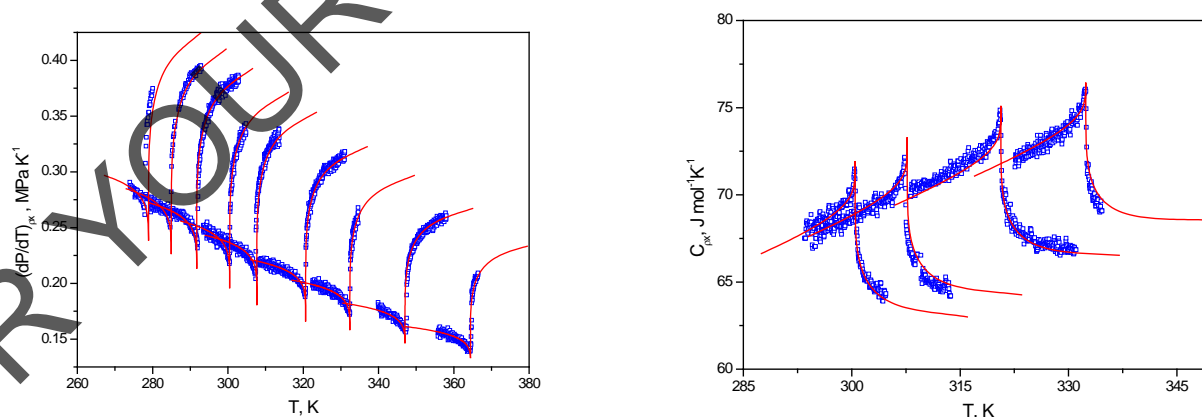 R YOUR
0.40
0.35
0.30
0.25
0.20
0.15
(dP/dT)ρx , MPa K⁻¹
260 280 300 320 340 360 380
T, K
80
75
70
65
60
Cρx, J mol⁻¹K⁻¹
285 300 315 330 345
T, K